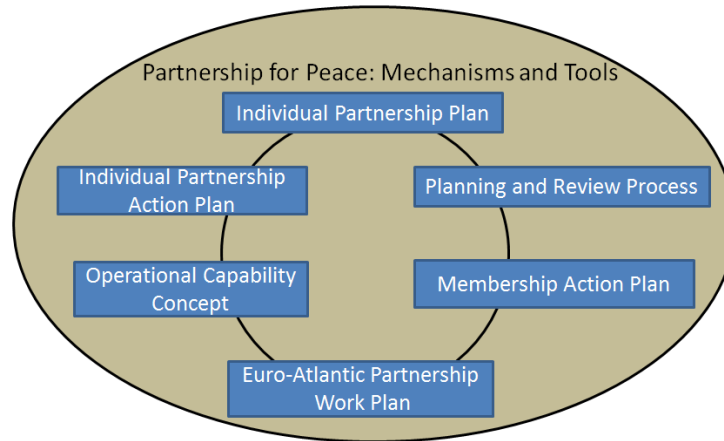 Partnership for Peace: Mechanisms and Tools
Individual Partnership Plan
Individual Partnership
Action Plan
Planning and Review Process
Operational Capability
Concept
Membership Action Plan
Euro-Atlantic Partnership
Work Plan